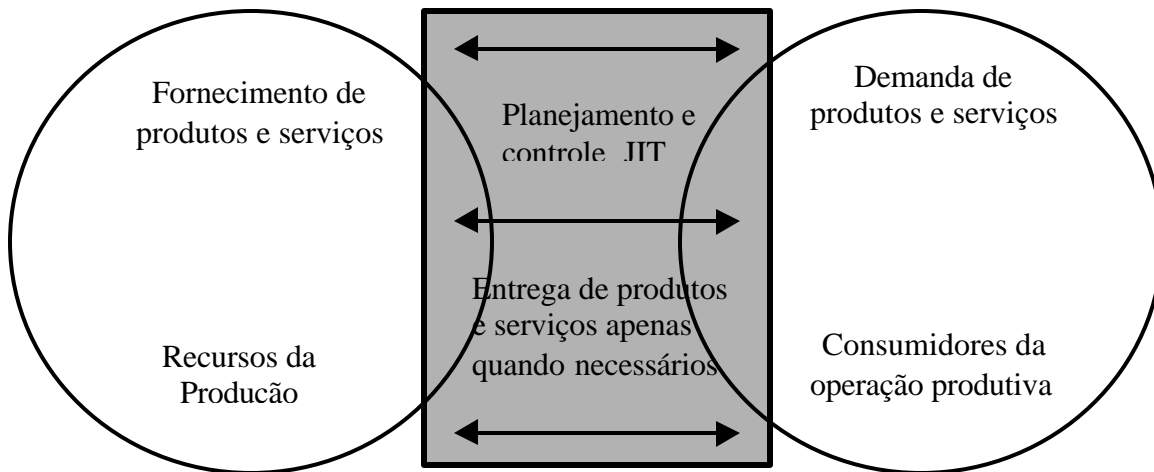 Fornecimento de
produtos e serviços
Recursos da
Producão
Planejamento e
controle JIT
Entrega de produtos
e serviços apenas
quando necessários
Demanda de
produtos e serviços
Consumidores da
operação produtiva